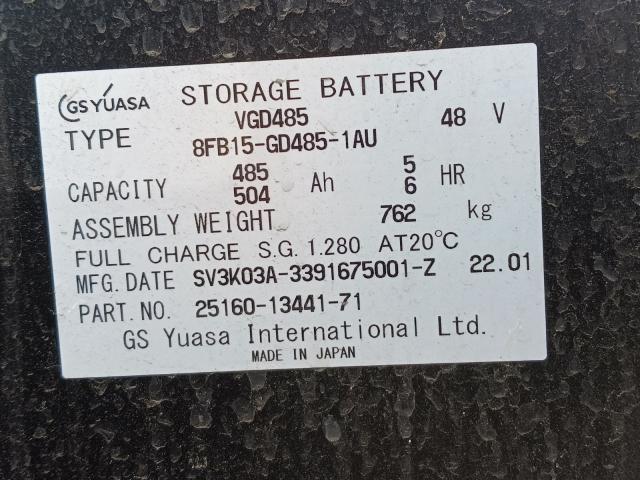 GS YUASA STORAGE BATTERY
TYPE VGD485 48 V
8FB15-GD485-1AU
CAPACITY 485 Ah 5 HR
504 6
ASSEMBLY WEIGHT 762 kg
FULL CHARGE S.G. 1.280 AT20℃
MFG. DATE SV3K03A-3391675001-Z 22.01
PART. NO. 25160-13441-71
GS Yuasa International Ltd.
MADE IN JAPAN